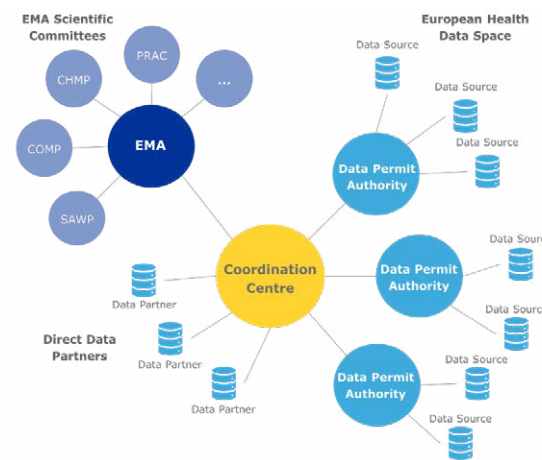 EMA Scientific
Committees
European Health
Data Space
PRAC
...
CHMP
COMP
EMA
SAWP
Data Source
Data Source
Data Source
Data Permit
Authority
Coordination
Centre
Data Permit
Authority
Data Source
Data Source
Data Partner
Data Partner
Data Partner
Direct Data
Partners
Data Permit
Authority
Data Source
Data Source